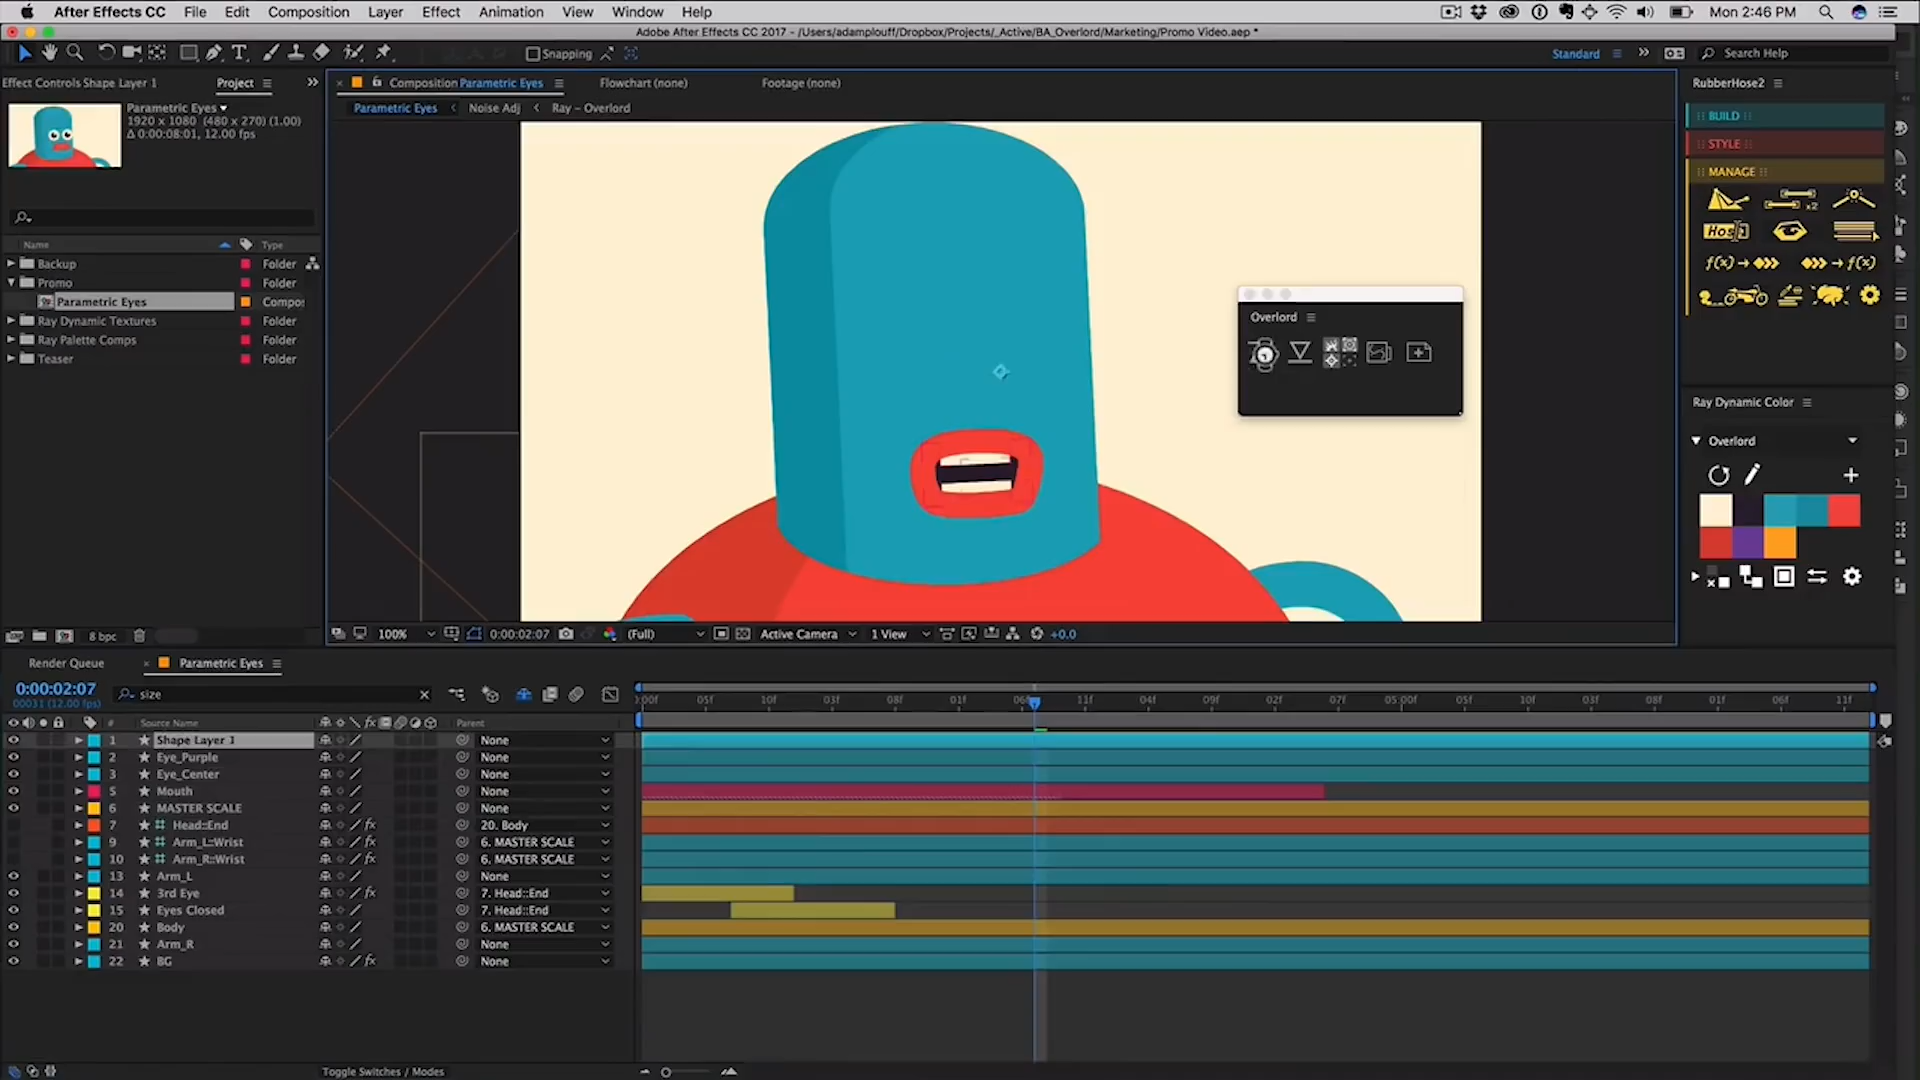 After Effects CC File Edit Composition Layer Effect Animation View Window Help Mon 2:46 PM
Adobe After Effects CC 2017 - /Users/adamplouff/Dropbox/Projects/_Active/BA_Overlord/Marketing/Promo Video.aep *
Snapping Standard Search Help
Effect Controls Shape Layer 1 Project Composition Parametric Eyes Flowchart (none) Footage (none) RubberHose2
Parametric Eyes
1920 x 1080 (480 x 270) (1.00)
Δ 0:00:08:01, 12.00 fps
Parametric Eyes Noise Adj Ray – Overlord
BUILD
STYLE
MANAGE
x2
f(x) f(x)
Name Type
Backup Folder
Promo Folder
Parametric Eyes Compos
Ray Dynamic Textures Folder
Ray Palette Comps Folder
Teaser Folder
Overlord
Ray Dynamic Color
Overlord
8 bpc 100% 0:00:02:07 (Full) Active Camera 1 View +0.0
Render Queue Parametric Eyes
0:00:02:07
00031 (12.00 fps)
size
:00f 05f 10f 03f 08f 01f 06f 11f 04f 09f 02f 07f 05:00f 05f 10f 03f 08f 01f 06f 11f
# Source Name fx Parent
1 Shape Layer 1 None
2 Eye_Purple None
3 Eye_Center None
5 Mouth None
6 MASTER SCALE None
7 Head::End fx 20. Body
9 Arm_L::Wrist fx 6. MASTER SCALE
10 Arm_R::Wrist fx 6. MASTER SCALE
13 Arm_L None
14 3rd Eye fx 7. Head::End
15 Eyes Closed 7. Head::End
20 Body 6. MASTER SCALE
21 Arm_R None
22 BG fx None
Toggle Switches / Modes